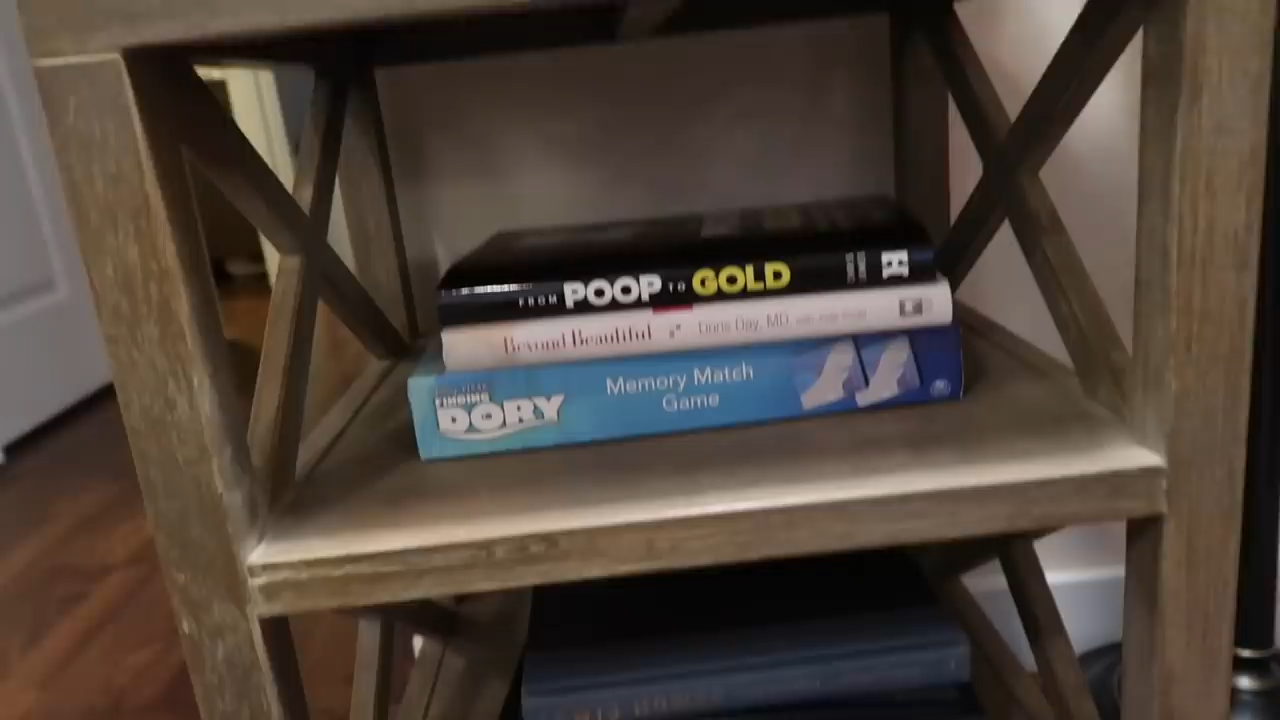 FROM POOP TO GOLD
Beyond Beautiful Doris Day, MD
FINDING
DORY
Memory Match
Game